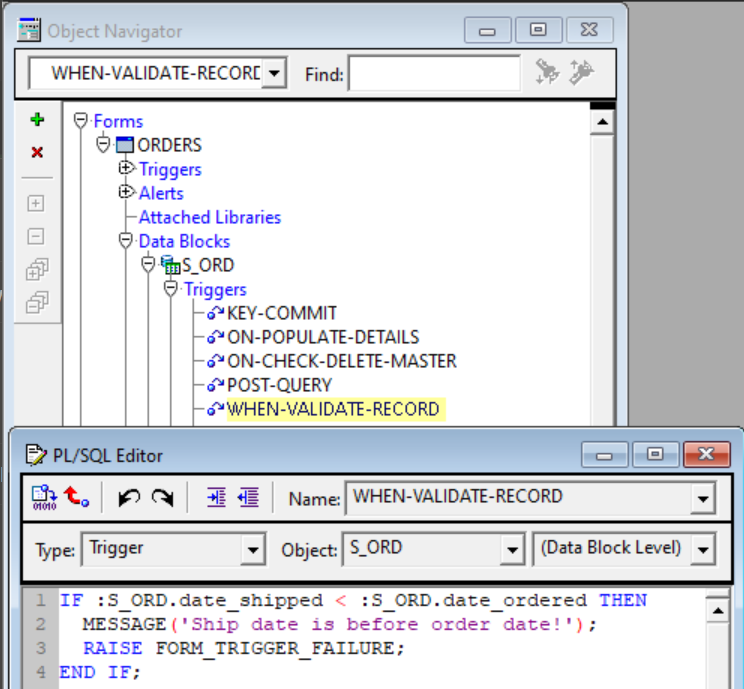 Object Navigator
WHEN-VALIDATE-RECORD Find:
Forms
ORDERS
Triggers
Alerts
Attached Libraries
Data Blocks
S_ORD
Triggers
KEY-COMMIT
ON-POPULATE-DETAILS
ON-CHECK-DELETE-MASTER
POST-QUERY
WHEN-VALIDATE-RECORD
PL/SQL Editor
01010 Name: WHEN-VALIDATE-RECORD
Type: Trigger Object: S_ORD (Data Block Level)
1 IF :S_ORD.date_shipped < :S_ORD.date_ordered THEN
2 MESSAGE('Ship date is before order date!');
3 RAISE FORM_TRIGGER_FAILURE;
4 END IF;